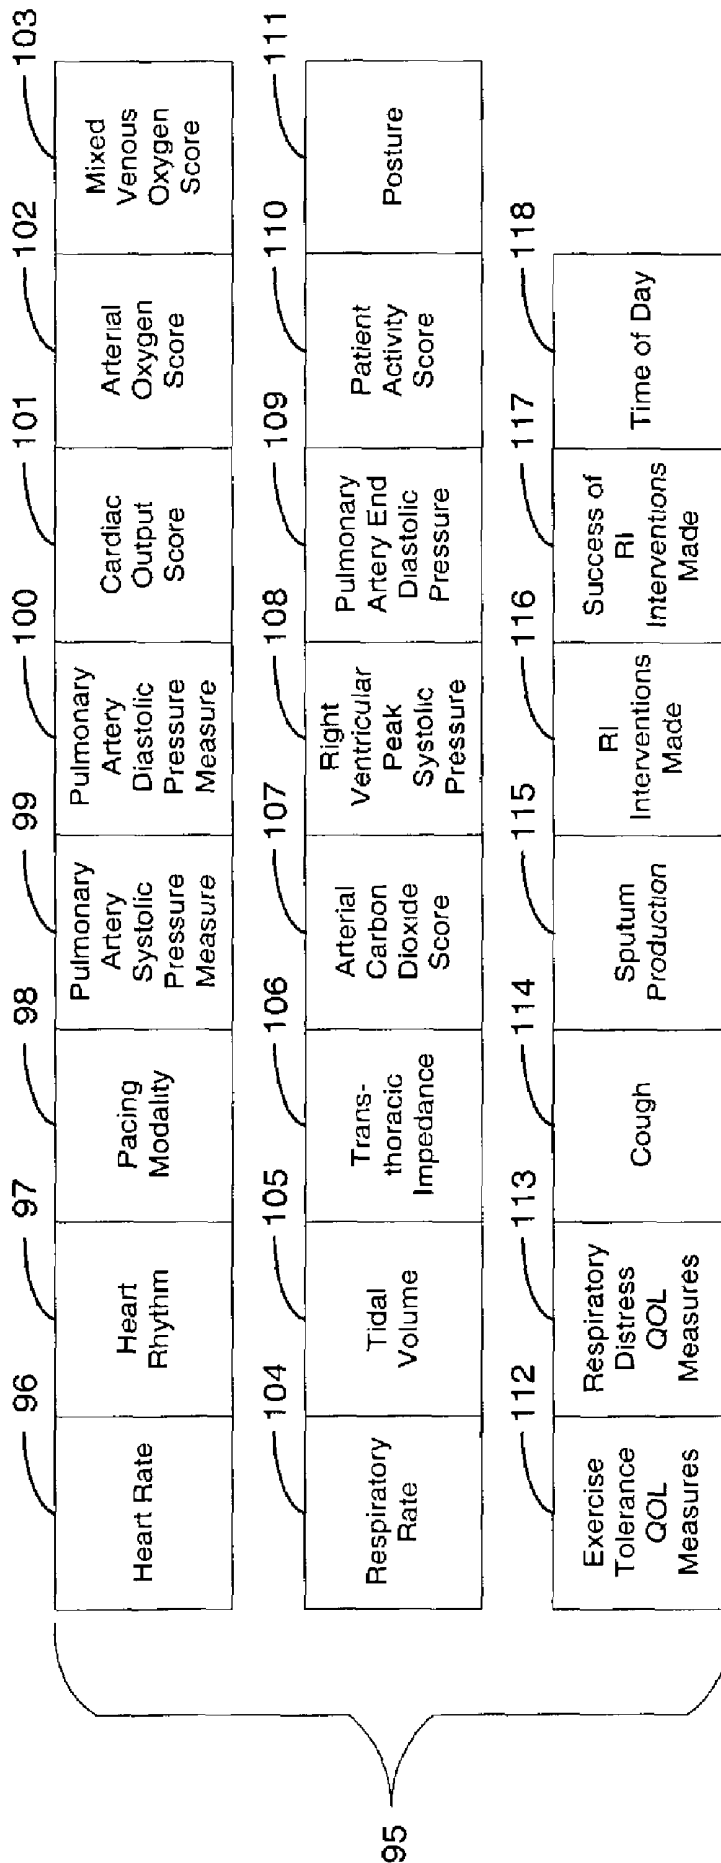 95
96
97
98
99
100
101
102
103
Heart Rate
Heart
Rhythm
Pacing
Modality
Pulmonary
Artery
Systolic
Pressure
Measure
Pulmonary
Artery
Diastolic
Pressure
Measure
Cardiac
Output
Score
Arterial
Oxygen
Score
Mixed
Venous
Oxygen
Score
104
105
106
107
108
109
110
111
Respiratory
Rate
Tidal
Volume
Trans-
thoracic
Impedance
Arterial
Carbon
Dioxide
Score
Right
Ventricular
Peak
Systolic
Pressure
Pulmonary
Artery End
Diastolic
Pressure
Patient
Activity
Score
Posture
112
113
114
115
116
117
118
Exercise
Tolerance
QOL
Measures
Respiratory
Distress
QOL
Measures
Cough
Sputum
Production
RI
Interventions
Made
Success of
RI
Interventions
Made
Time of Day